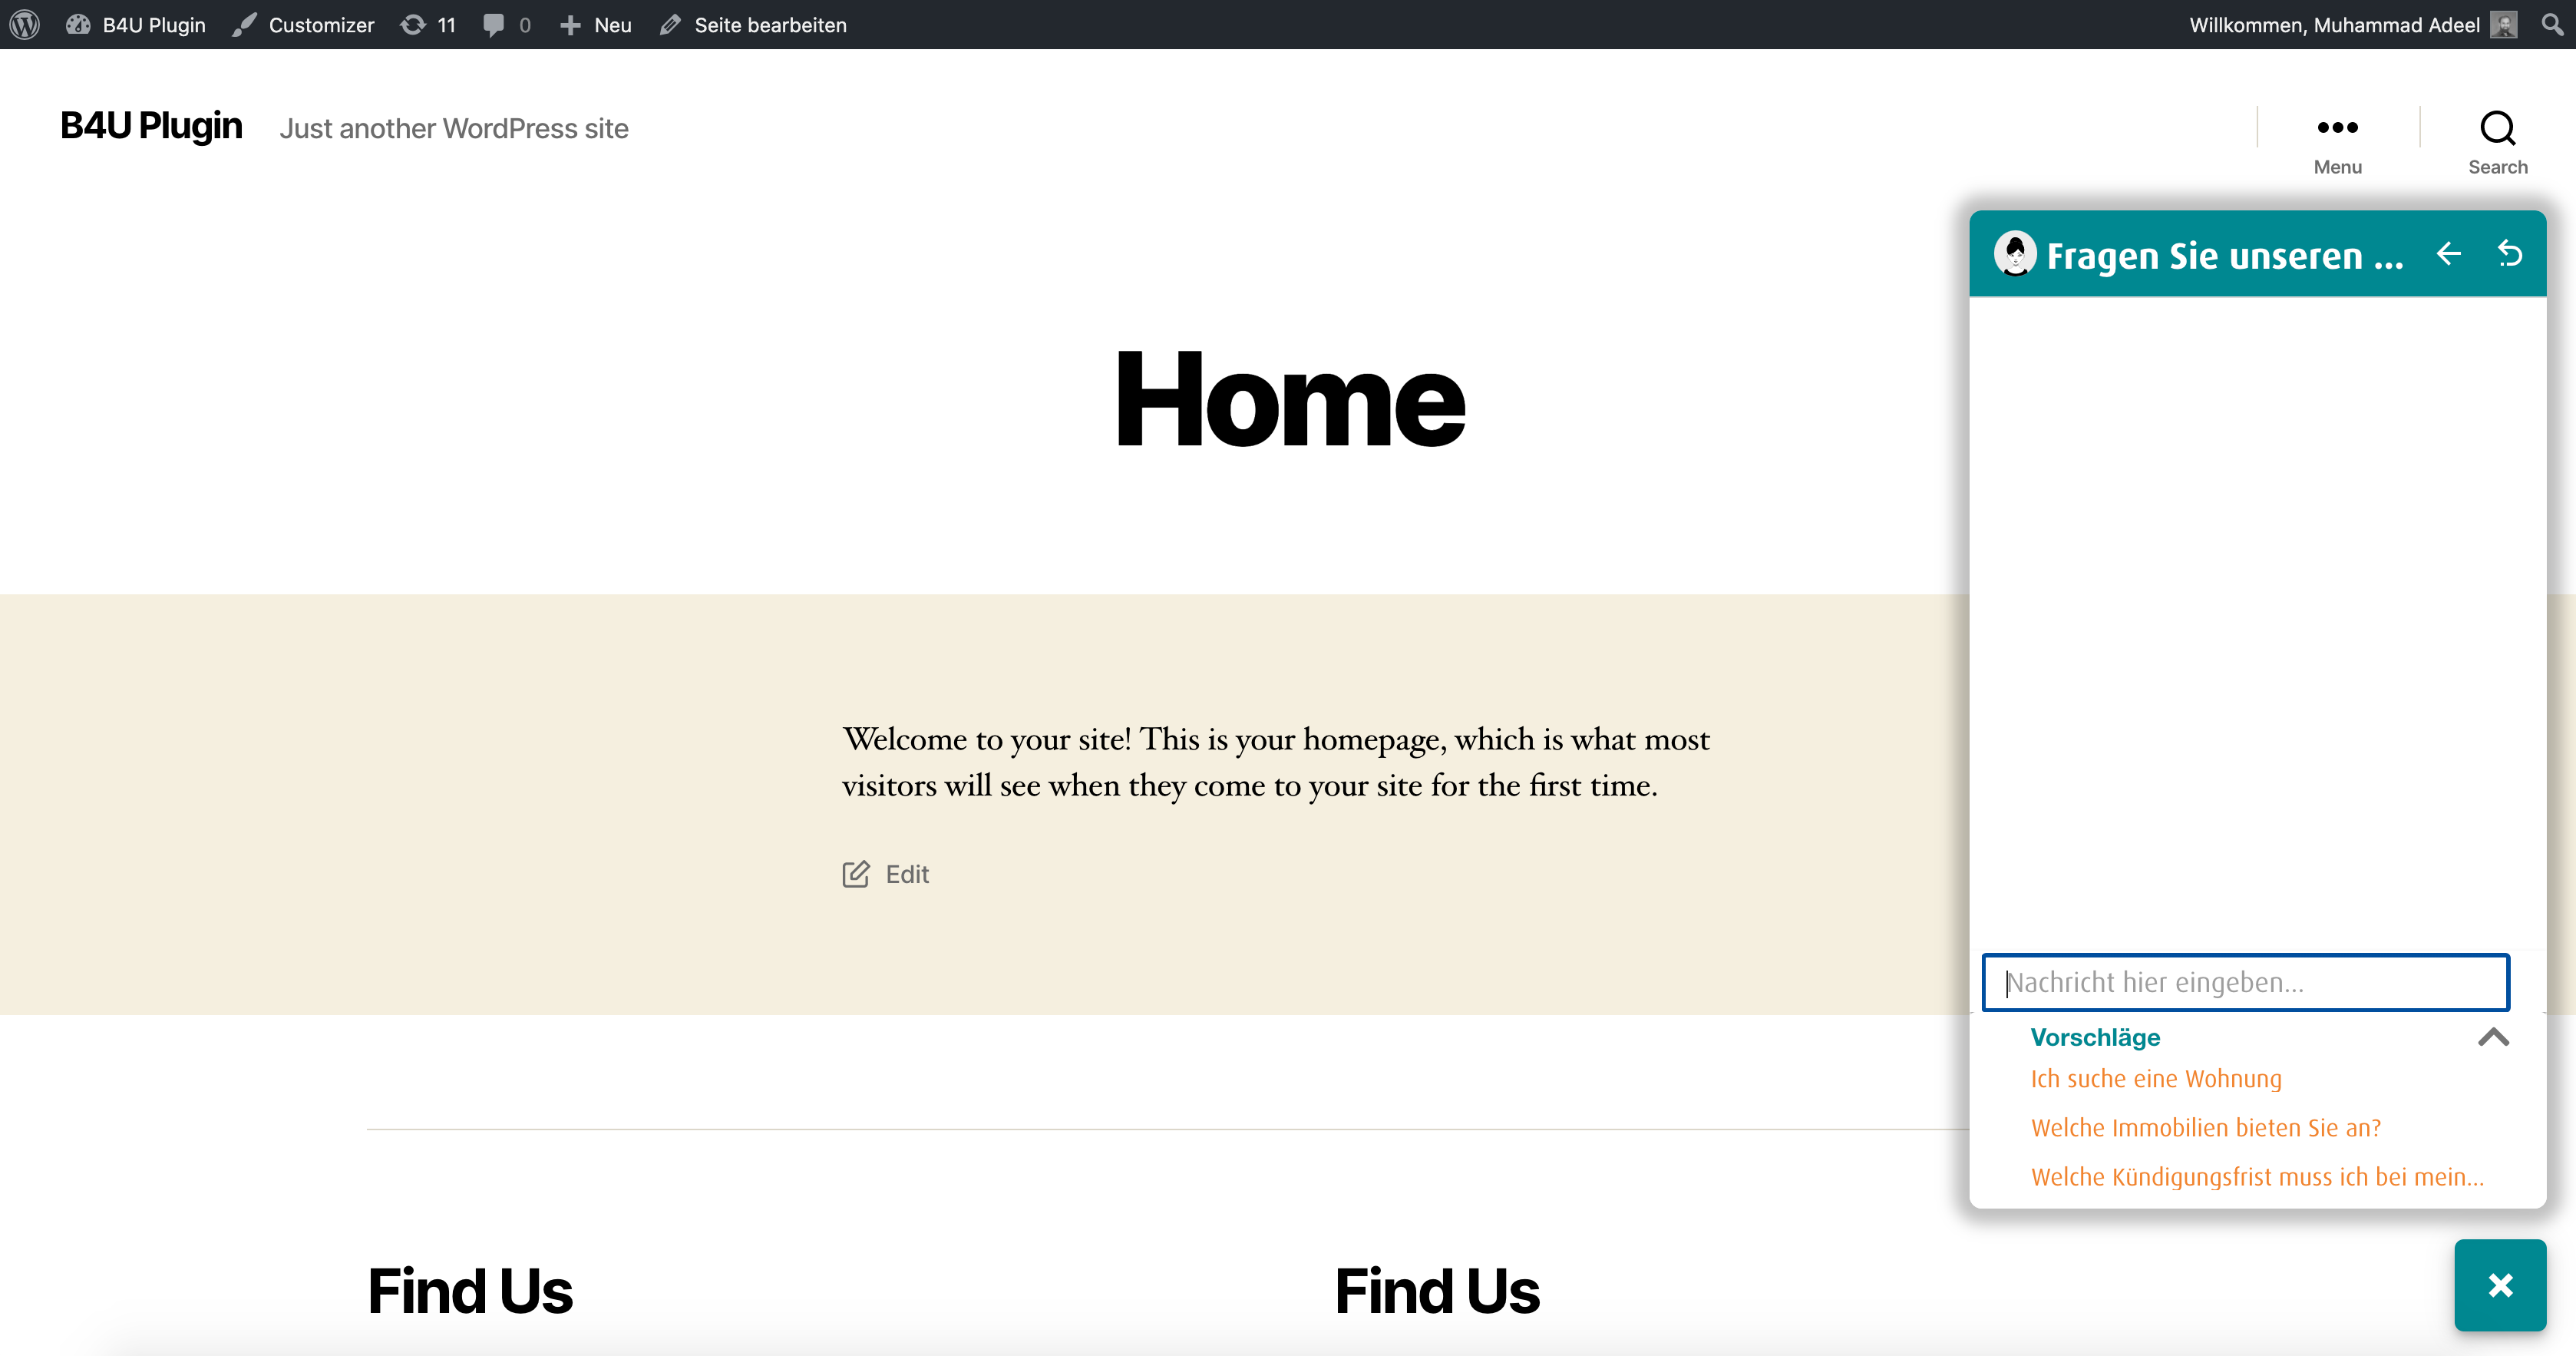 B4U Plugin Customizer 11 0 Neu Seite bearbeiten Willkommen, Muhammad Adeel
B4U Plugin Just another WordPress site
Menu Search
Fragen Sie unseren ...
Home
Welcome to your site! This is your homepage, which is what most
visitors will see when they come to your site for the first time.
Edit
Nachricht hier eingeben...
Vorschläge
Ich suche eine Wohnung
Welche Immobilien bieten Sie an?
Welche Kündigungsfrist muss ich bei mein...
Find Us Find Us